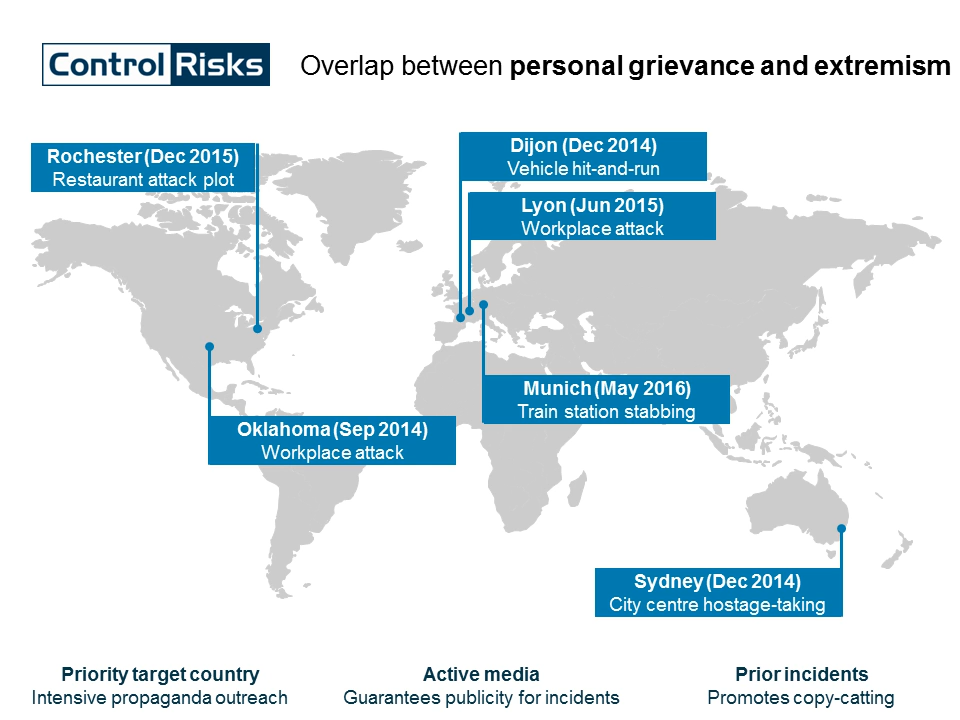 Control Risks
Overlap between personal grievance and extremism
Rochester (Dec 2015)
Restaurant attack plot
Dijon (Dec 2014)
Vehicle hit-and-run
Lyon (Jun 2015)
Workplace attack
Munich (May 2016)
Train station stabbing
Oklahoma (Sep 2014)
Workplace attack
Sydney (Dec 2014)
City centre hostage-taking
Priority target country
Intensive propaganda outreach
Active media
Guarantees publicity for incidents
Prior incidents
Promotes copy-catting